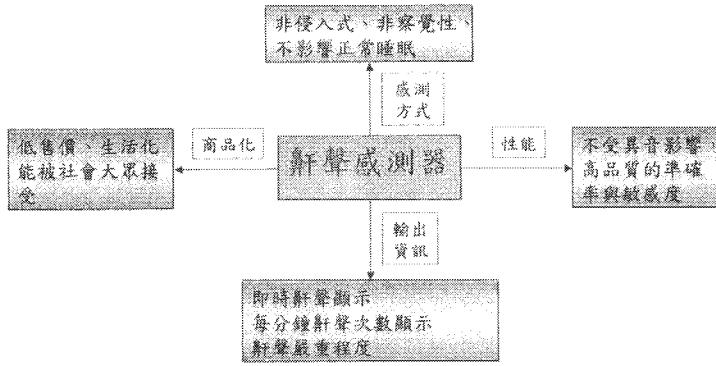 非侵入式、非察覺性、
不影響正常睡眠
感測
方式
低售價、生活化
能被社會大眾接
受
商品化
鼾聲感測器
性能
不受異音影響、
高品質的準確
率與敏感度
輸出
資訊
即時鼾聲顯示
每分鐘鼾聲次數顯示
鼾聲嚴重程度